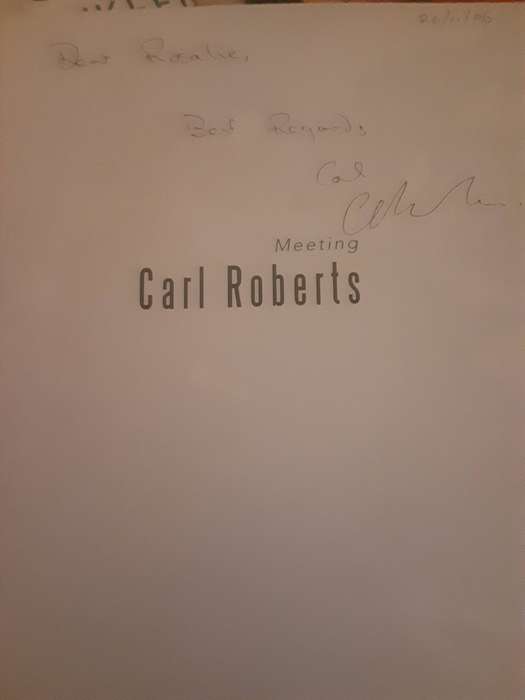 Dear Rosalie,
Best Regards
Carl
Meeting
Carl Roberts